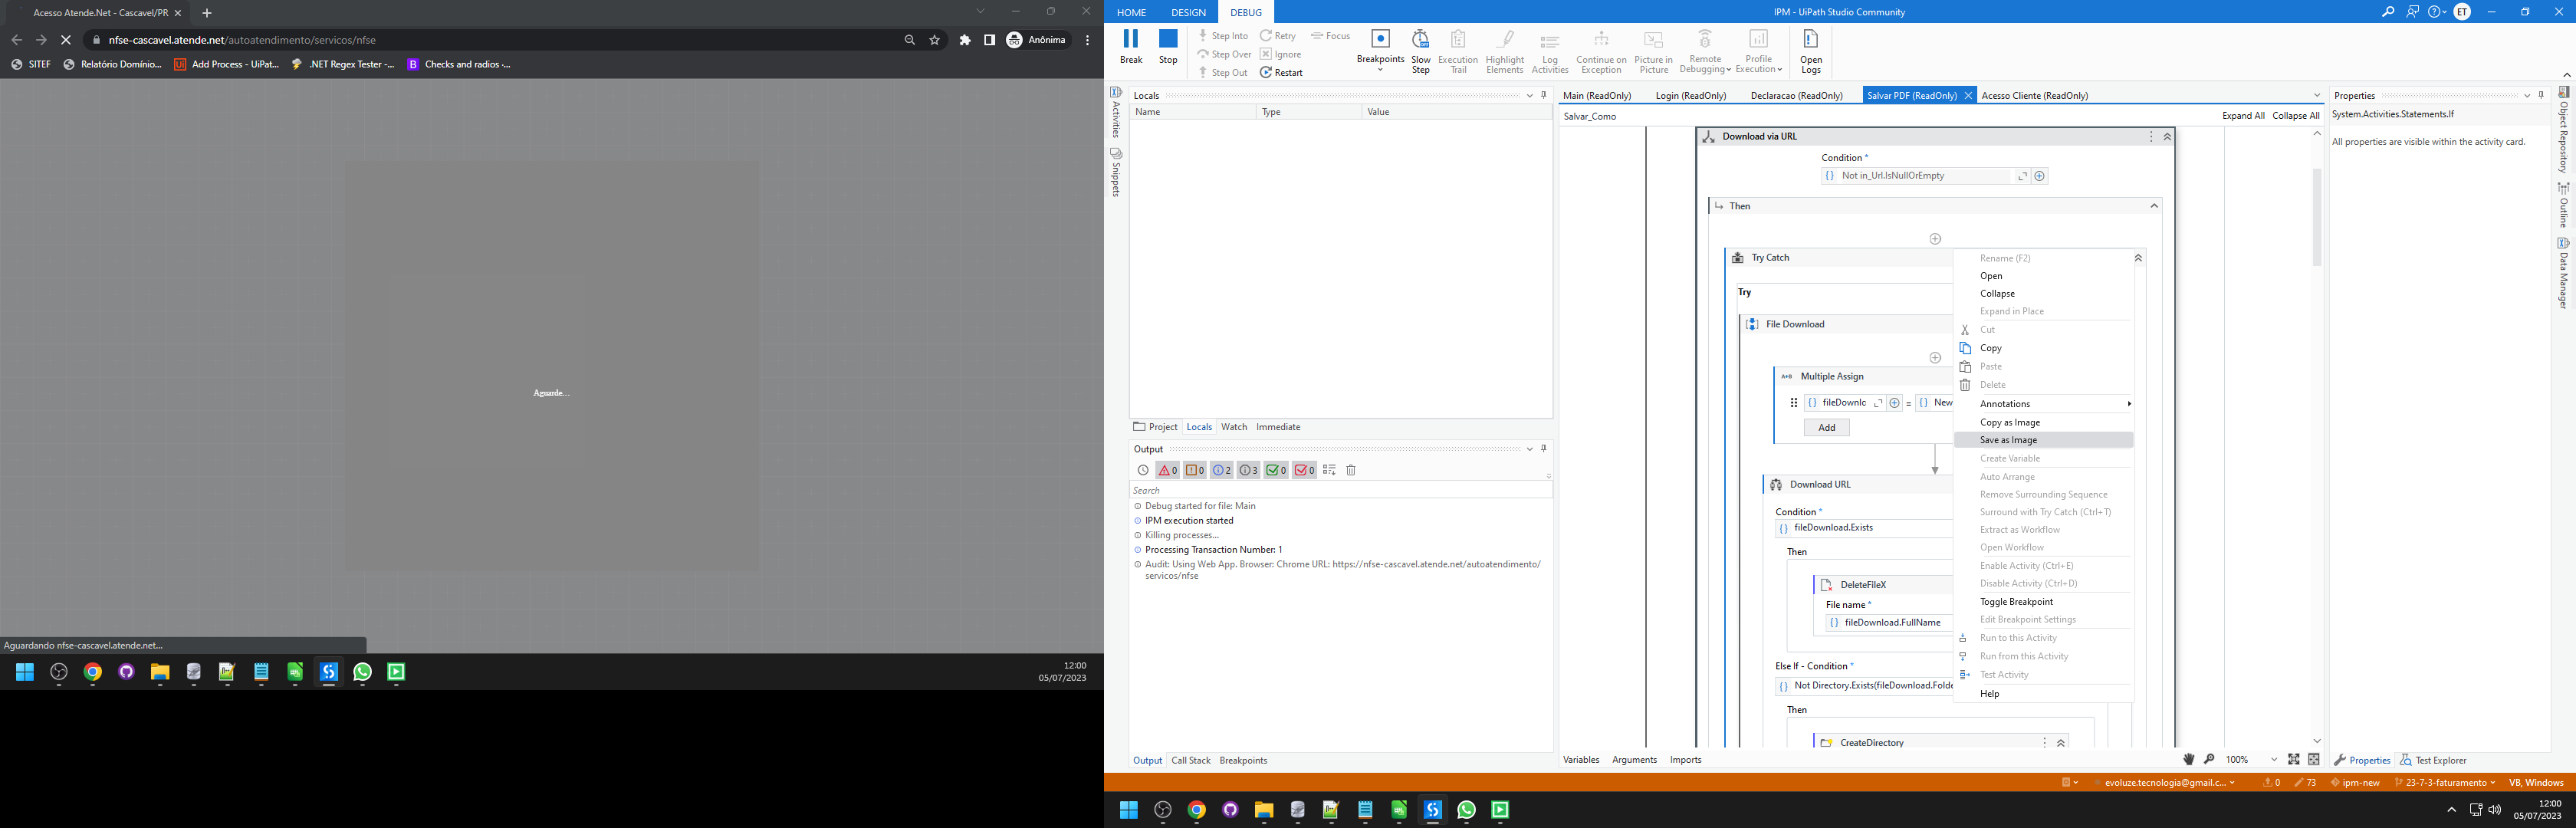 Acesso Atende.Net - Cascavel/PR
nfse-cascavel.atende.net/autoatendimento/servicos/nfse
Anônima
SITEF
Relatório Domínio...
Add Process - UiPat...
.NET Regex Tester -...
Checks and radios ·...
Aguarde...
Aguardando nfse-cascavel.atende.net...
12:00
05/07/2023
HOME
DESIGN
DEBUG
IPM - UiPath Studio Community
ET
Break
Stop
Step Into
Step Over
Step Out
Retry
Ignore
Restart
Focus
Breakpoints
Slow Step
Execution Trail
Highlight Elements
Log Activities
Continue on Exception
Picture in Picture
Remote Debugging
Profile Execution
Open Logs
Activities
Snippets
Locals
Name Type Value
Project Locals Watch Immediate
Output
0 0 2 3 0 0
Search
Debug started for file: Main
IPM execution started
Killing processes...
Processing Transaction Number: 1
Audit: Using Web App. Browser: Chrome URL: https://nfse-cascavel.atende.net/autoatendimento/
servicos/nfse
Output Call Stack Breakpoints
Main (ReadOnly)
Login (ReadOnly)
Declaracao (ReadOnly)
Salvar PDF (ReadOnly)
Acesso Cliente (ReadOnly)
Salvar_Como
Expand All Collapse All
Download via URL
Condition *
Not in_Url.IsNullOrEmpty
Then
Try Catch
Try
File Download
Multiple Assign
fileDownlc = New
Add
Download URL
Condition *
fileDownload.Exists
Then
DeleteFileX
File name *
fileDownload.FullName
Else If - Condition *
Not Directory.Exists(fileDownload.Folde
Then
CreateDirectory
Rename (F2)
Open
Collapse
Expand in Place
Cut
Copy
Paste
Delete
Annotations
Copy as Image
Save as Image
Create Variable
Auto Arrange
Remove Surrounding Sequence
Surround with Try Catch (Ctrl+T)
Extract as Workflow
Open Workflow
Enable Activity (Ctrl+E)
Disable Activity (Ctrl+D)
Toggle Breakpoint
Edit Breakpoint Settings
Run to this Activity
Run from this Activity
Test Activity
Help
Variables Arguments Imports
100%
Properties
System.Activities.Statements.If
All properties are visible within the activity card.
Object Repository
Outline
Data Manager
Properties Test Explorer
evoluze.tecnologia@gmail.c...
0
73
ipm-new
23-7-3-faturamento
VB, Windows
12:00
05/07/2023